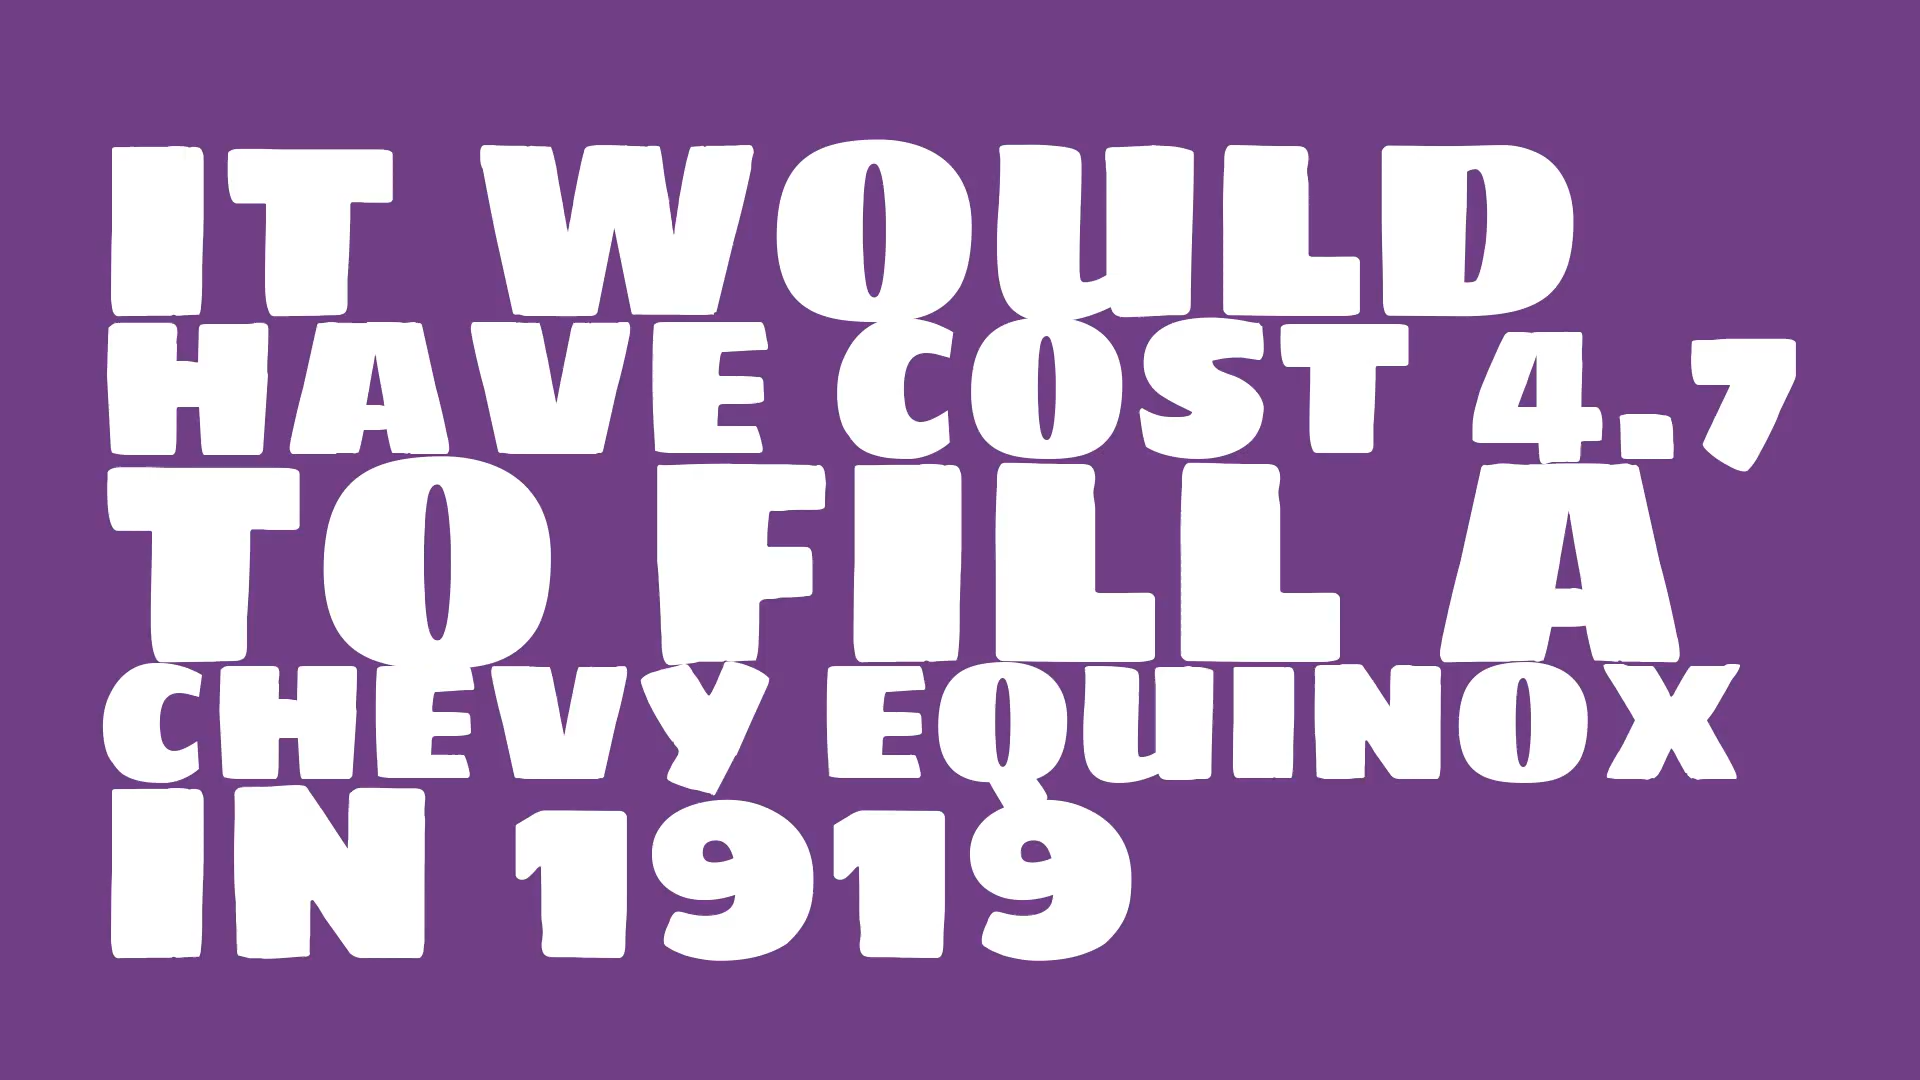 IT WOULD
HAVE COST 4.7
TO FILL A
CHEVY EQUINOX
IN 1919